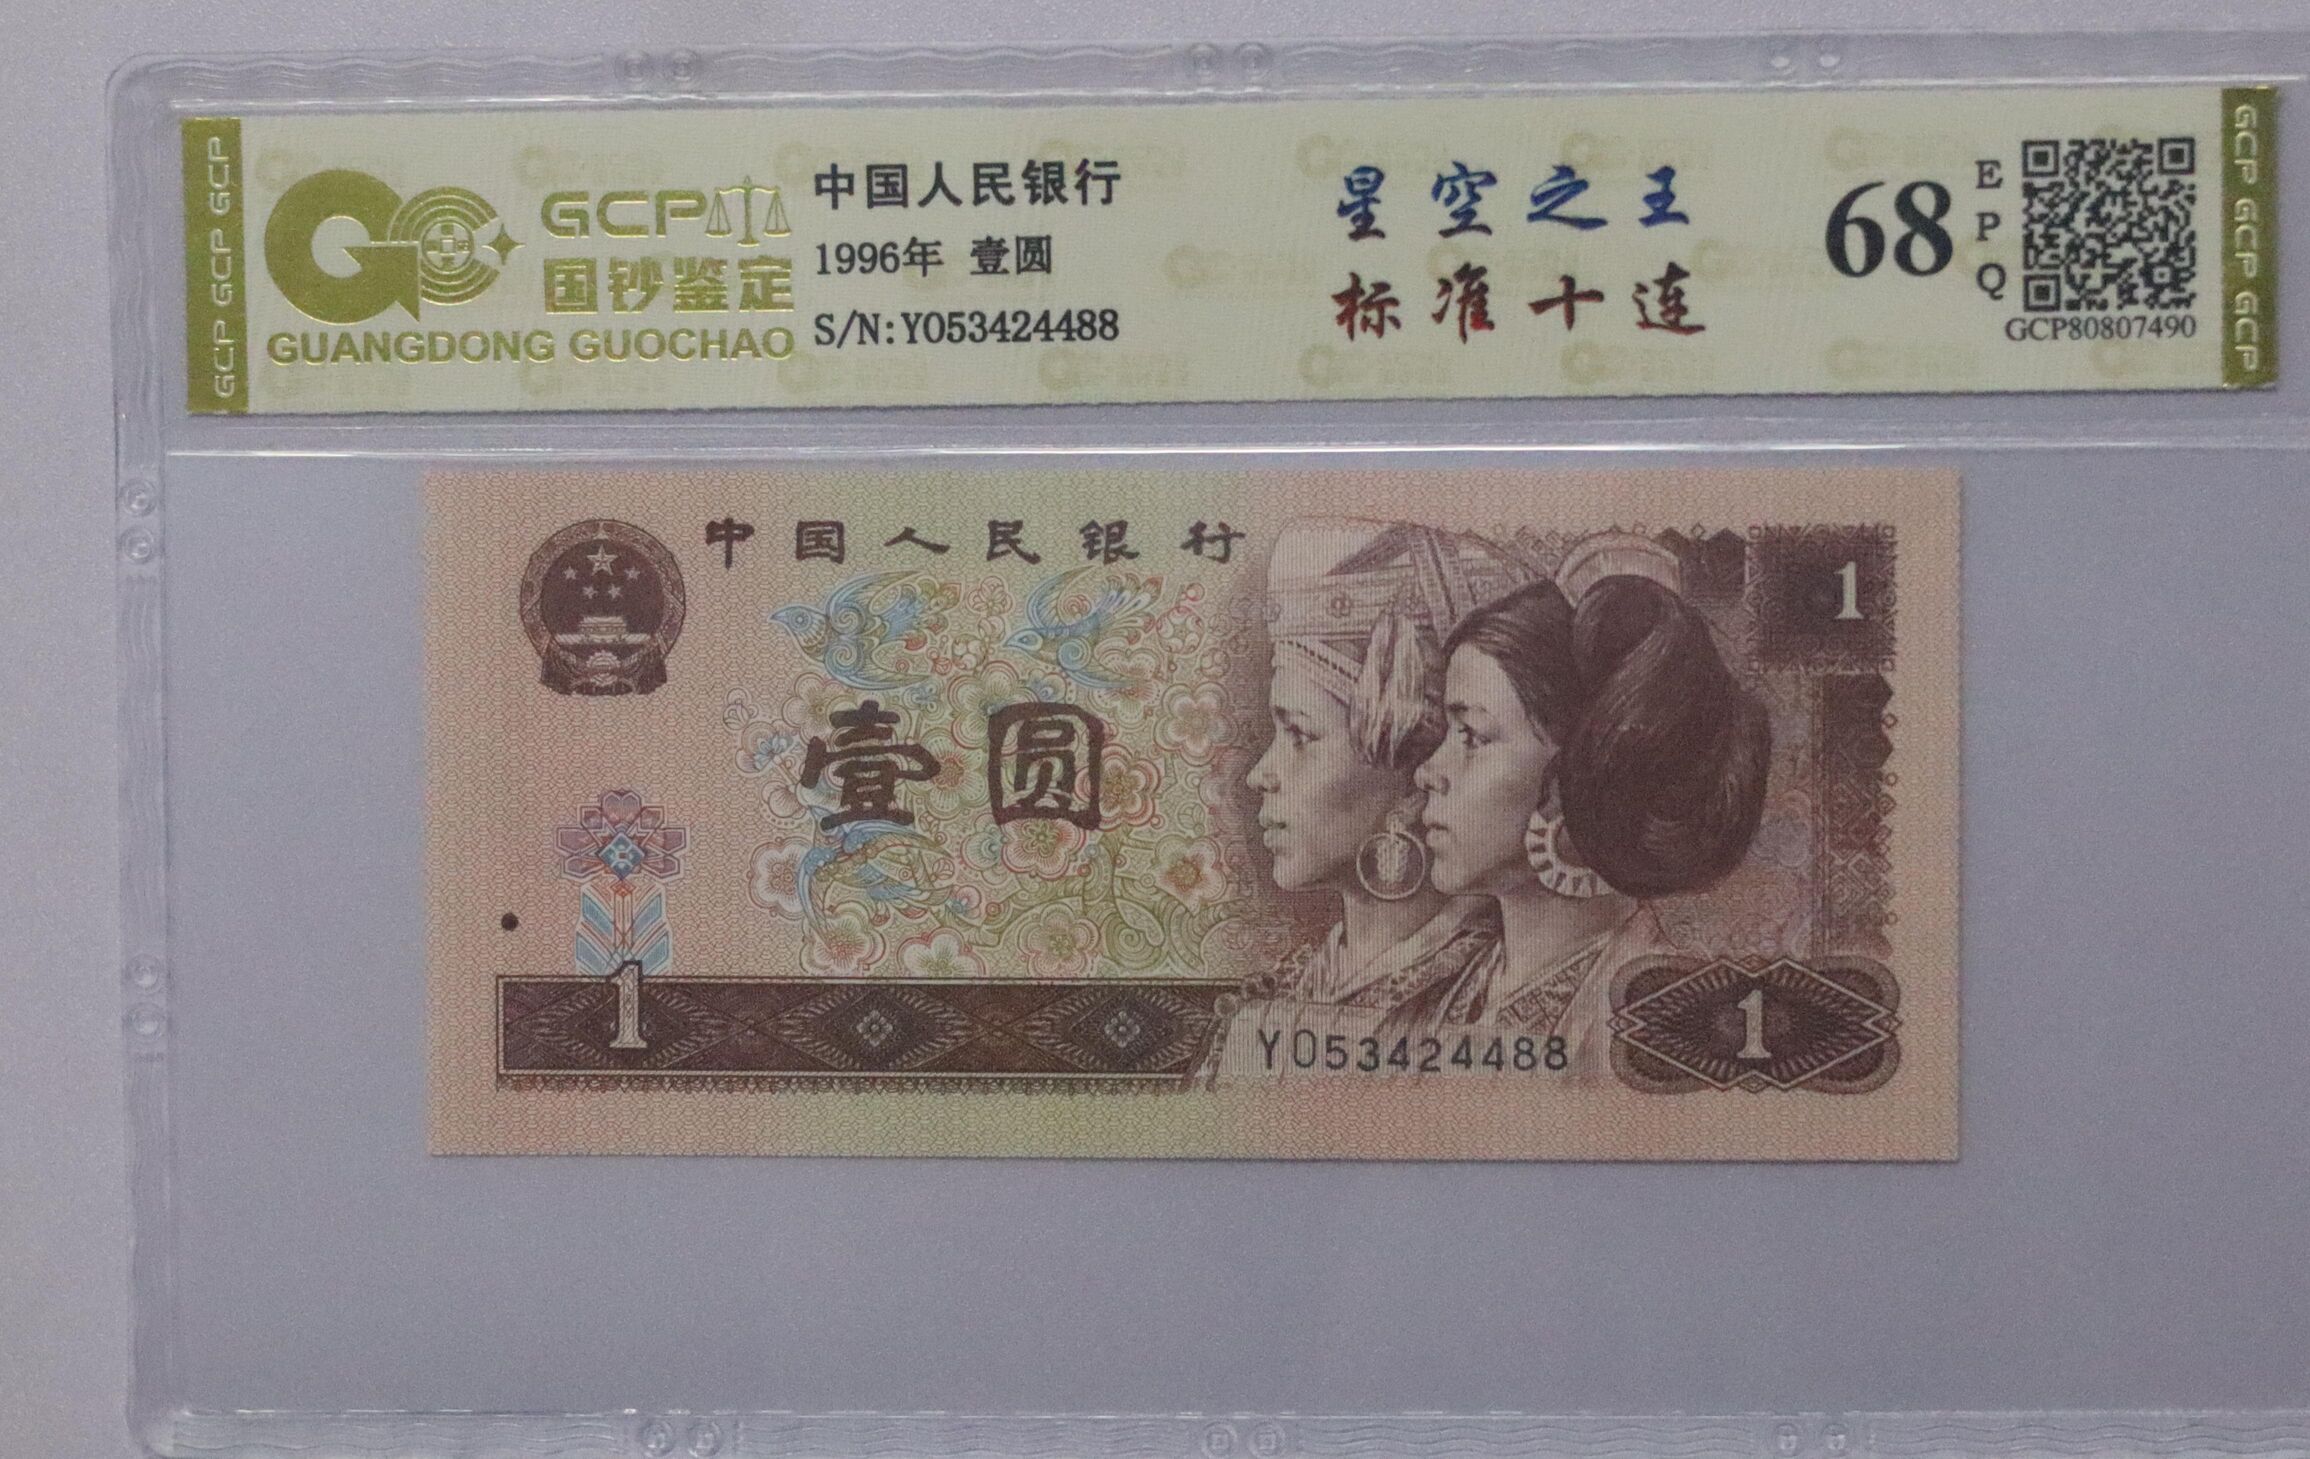 GCP GCP GCP
GCP
国钞鉴定
GUANGDONG GUOCHAO
中国人民银行
1996年 壹圆
S/N:YO53424488
星空之王
标准十连
68
EPQ
GCP80807490
GCP GCP GCP
中国人民银行
1
壹圆
1
1
YO53424488